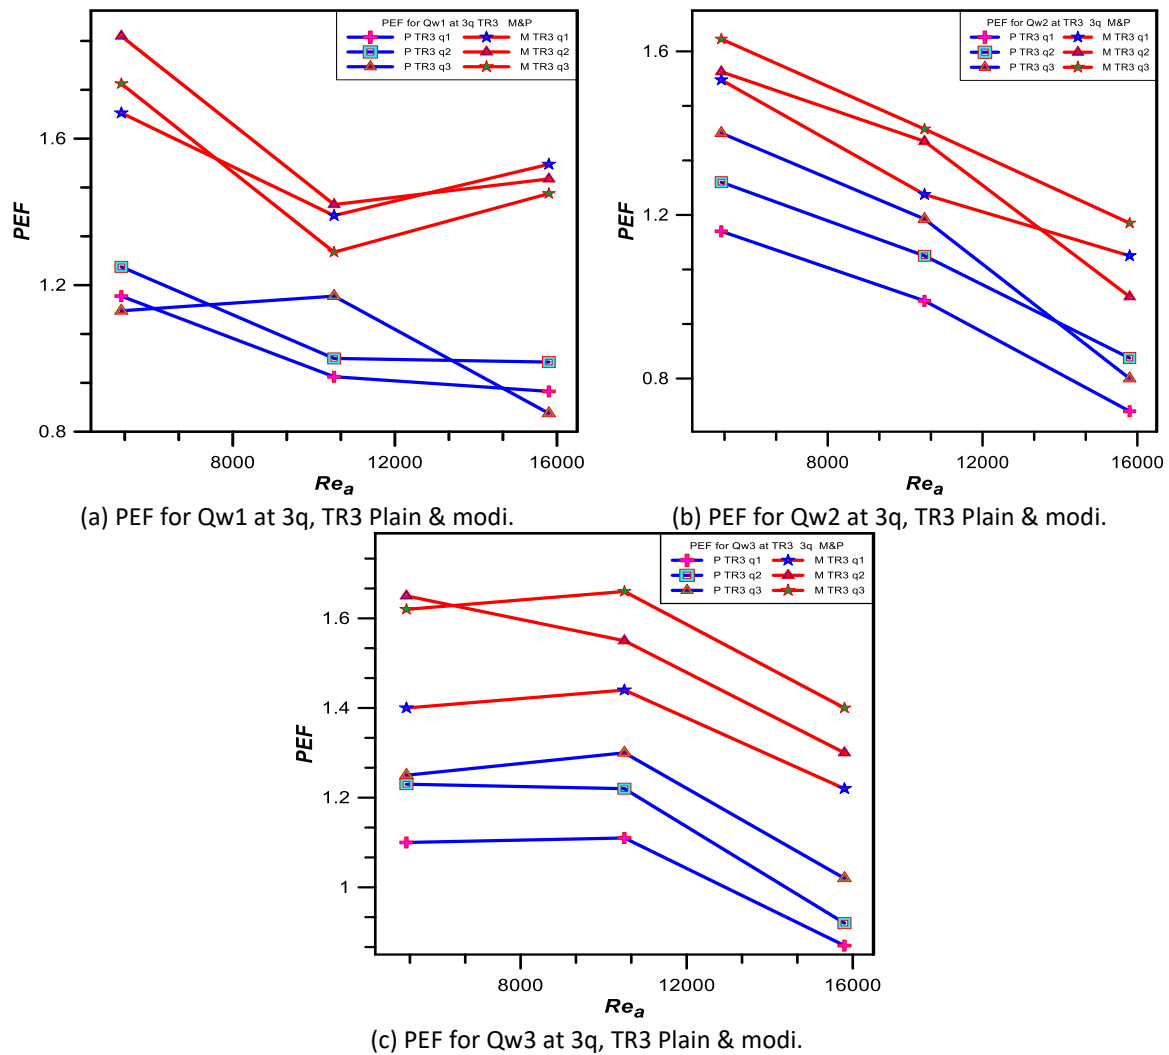 PEF for Qw1 at 3q TR3 M&P
P TR3 q1 M TR3 q1
P TR3 q2 M TR3 q2
P TR3 q3 M TR3 q3
1.6
1.2
0.8
PEF
8000 12000 16000
Re_a
(a) PEF for Qw1 at 3q, TR3 Plain & modi.
PEF for Qw2 at TR3 3q M&P
P TR3 q1 M TR3 q1
P TR3 q2 M TR3 q2
P TR3 q3 M TR3 q3
1.6
1.2
0.8
PEF
8000 12000 16000
Re_a
(b) PEF for Qw2 at 3q, TR3 Plain & modi.
PEF for Qw3 at TR3 3q M&P
P TR3 q1 M TR3 q1
P TR3 q2 M TR3 q2
P TR3 q3 M TR3 q3
1.6
1.4
1.2
1
PEF
8000 12000 16000
Re_a
(c) PEF for Qw3 at 3q, TR3 Plain & modi.